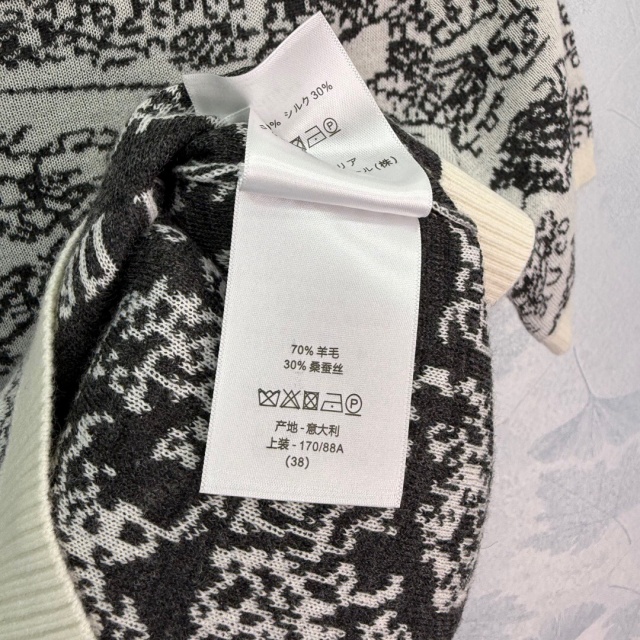 % シルク 30%
リア
ル (株)
70% 羊毛
30% 桑蚕丝
产地 - 意大利
上装 - 170/88A
(38)